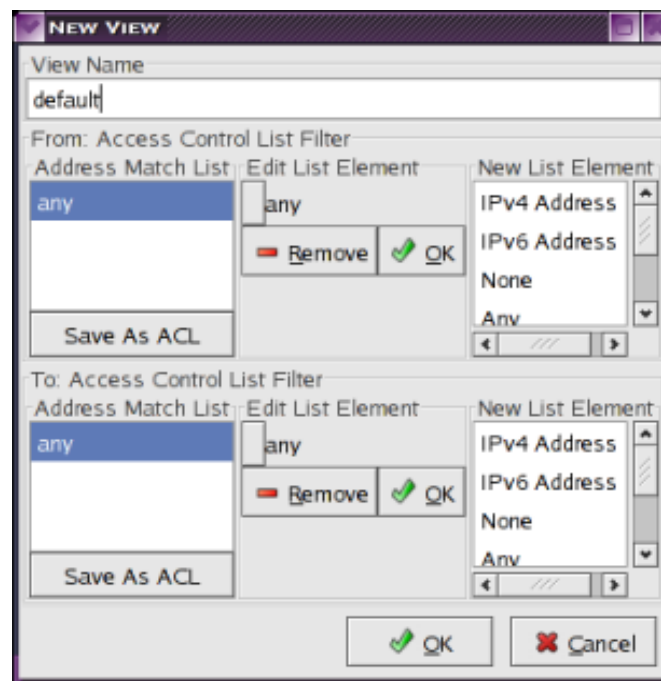 New View
View Name
default
From: Access Control List Filter
Address Match List
Edit List Element
New List Element
any
any
Remove
OK
IPv4 Address
IPv6 Address
None
Any
Save As ACL
To: Access Control List Filter
Address Match List
Edit List Element
New List Element
any
any
Remove
OK
IPv4 Address
IPv6 Address
None
Any
Save As ACL
OK
Cancel